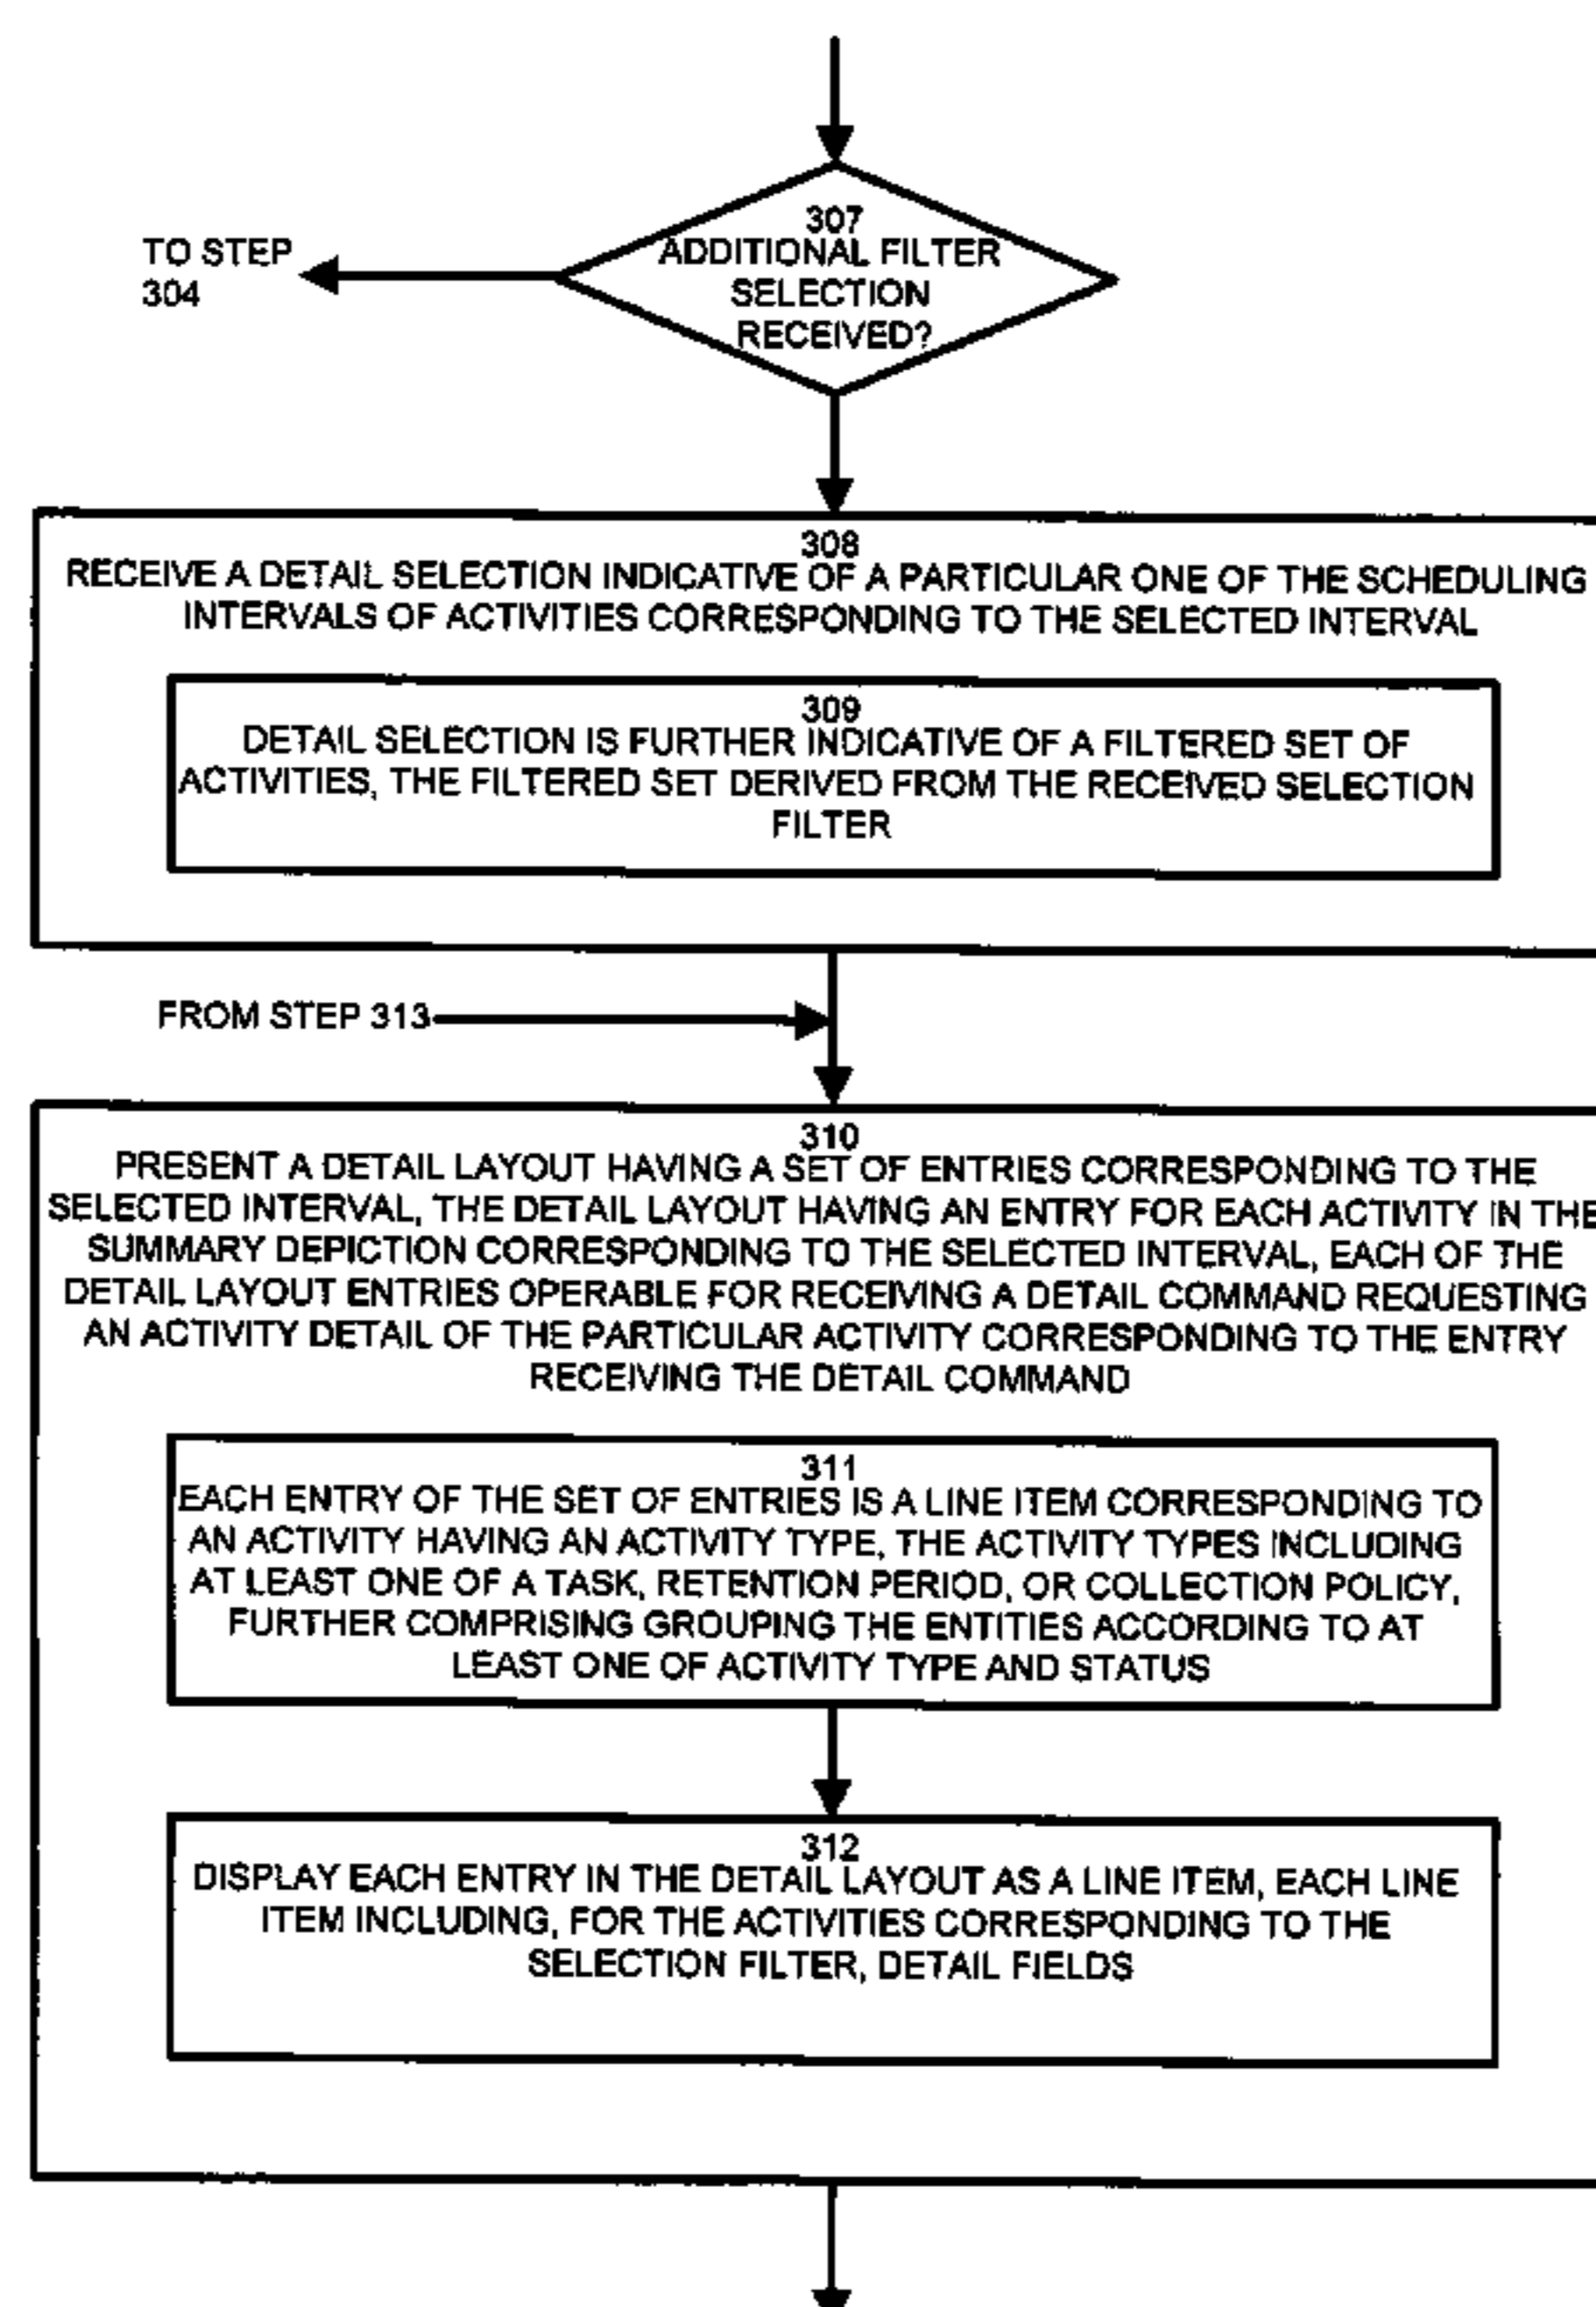 307
ADDITIONAL FILTER
SELECTION
RECEIVED?
TO STEP
304
308
RECEIVE A DETAIL SELECTION INDICATIVE OF A PARTICULAR ONE OF THE SCHEDULING
INTERVALS OF ACTIVITIES CORRESPONDING TO THE SELECTED INTERVAL
309
DETAIL SELECTION IS FURTHER INDICATIVE OF A FILTERED SET OF
ACTIVITIES, THE FILTERED SET DERIVED FROM THE RECEIVED SELECTION
FILTER
FROM STEP 313
310
PRESENT A DETAIL LAYOUT HAVING A SET OF ENTRIES CORRESPONDING TO THE
SELECTED INTERVAL, THE DETAIL LAYOUT HAVING AN ENTRY FOR EACH ACTIVITY IN THE
SUMMARY DEPICTION CORRESPONDING TO THE SELECTED INTERVAL, EACH OF THE
DETAIL LAYOUT ENTRIES OPERABLE FOR RECEIVING A DETAIL COMMAND REQUESTING
AN ACTIVITY DETAIL OF THE PARTICULAR ACTIVITY CORRESPONDING TO THE ENTRY
RECEIVING THE DETAIL COMMAND
311
EACH ENTRY OF THE SET OF ENTRIES IS A LINE ITEM CORRESPONDING TO
AN ACTIVITY HAVING AN ACTIVITY TYPE, THE ACTIVITY TYPES INCLUDING
AT LEAST ONE OF A TASK, RETENTION PERIOD, OR COLLECTION POLICY,
FURTHER COMPRISING GROUPING THE ENTITIES ACCORDING TO AT
LEAST ONE OF ACTIVITY TYPE AND STATUS
312
DISPLAY EACH ENTRY IN THE DETAIL LAYOUT AS A LINE ITEM, EACH LINE
ITEM INCLUDING, FOR THE ACTIVITIES CORRESPONDING TO THE
SELECTION FILTER, DETAIL FIELDS